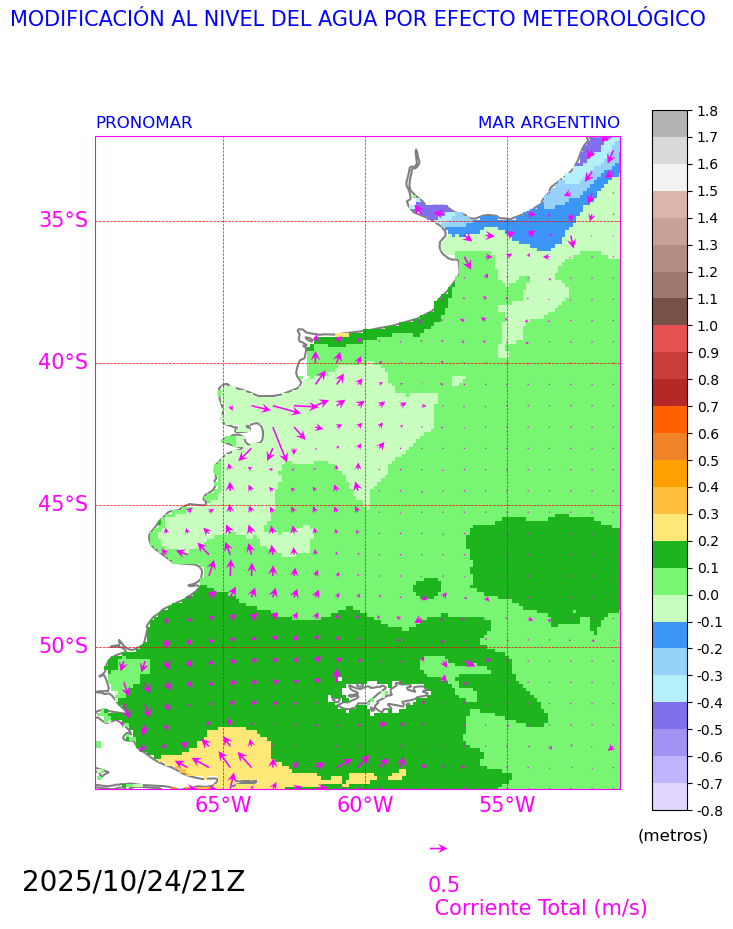 MODIFICACIÓN AL NIVEL DEL AGUA POR EFECTO METEOROLÓGICO
PRONOMAR
MAR ARGENTINO
35°S
40°S
45°S
50°S
65°W
60°W
55°W
1.8
1.7
1.6
1.5
1.4
1.3
1.2
1.1
1.0
0.9
0.8
0.7
0.6
0.5
0.4
0.3
0.2
0.1
0.0
-0.1
-0.2
-0.3
-0.4
-0.5
-0.6
-0.7
-0.8
(metros)
2025/10/24/21Z
0.5
Corriente Total (m/s)